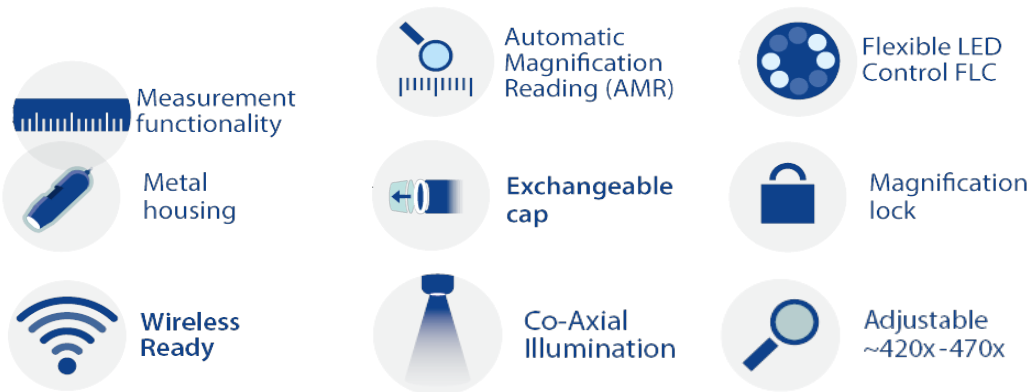 Measurement
functionality
Automatic
Magnification
Reading (AMR)
Flexible LED
Control FLC
Metal
housing
Exchangeable
cap
Magnification
lock
Wireless
Ready
Co-Axial
Illumination
Adjustable
~420x-470x